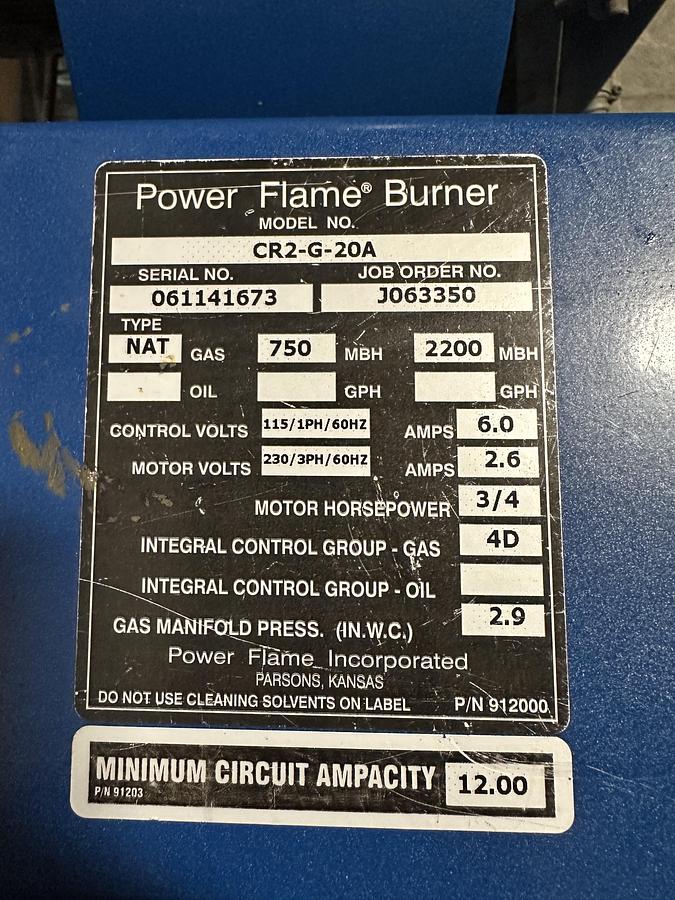 Power Flame® Burner
MODEL NO.
CR2-G-20A
SERIAL NO. JOB ORDER NO.
061141673 J063350
TYPE
NAT GAS 750 MBH 2200 MBH
OIL GPH GPH
CONTROL VOLTS 115/1PH/60HZ AMPS 6.0
MOTOR VOLTS 230/3PH/60HZ AMPS 2.6
MOTOR HORSEPOWER 3/4
INTEGRAL CONTROL GROUP - GAS 4D
INTEGRAL CONTROL GROUP - OIL
GAS MANIFOLD PRESS. (IN.W.C.) 2.9
Power Flame Incorporated
PARSONS, KANSAS
DO NOT USE CLEANING SOLVENTS ON LABEL P/N 912000
MINIMUM CIRCUIT AMPACITY 12.00
P/N 91203